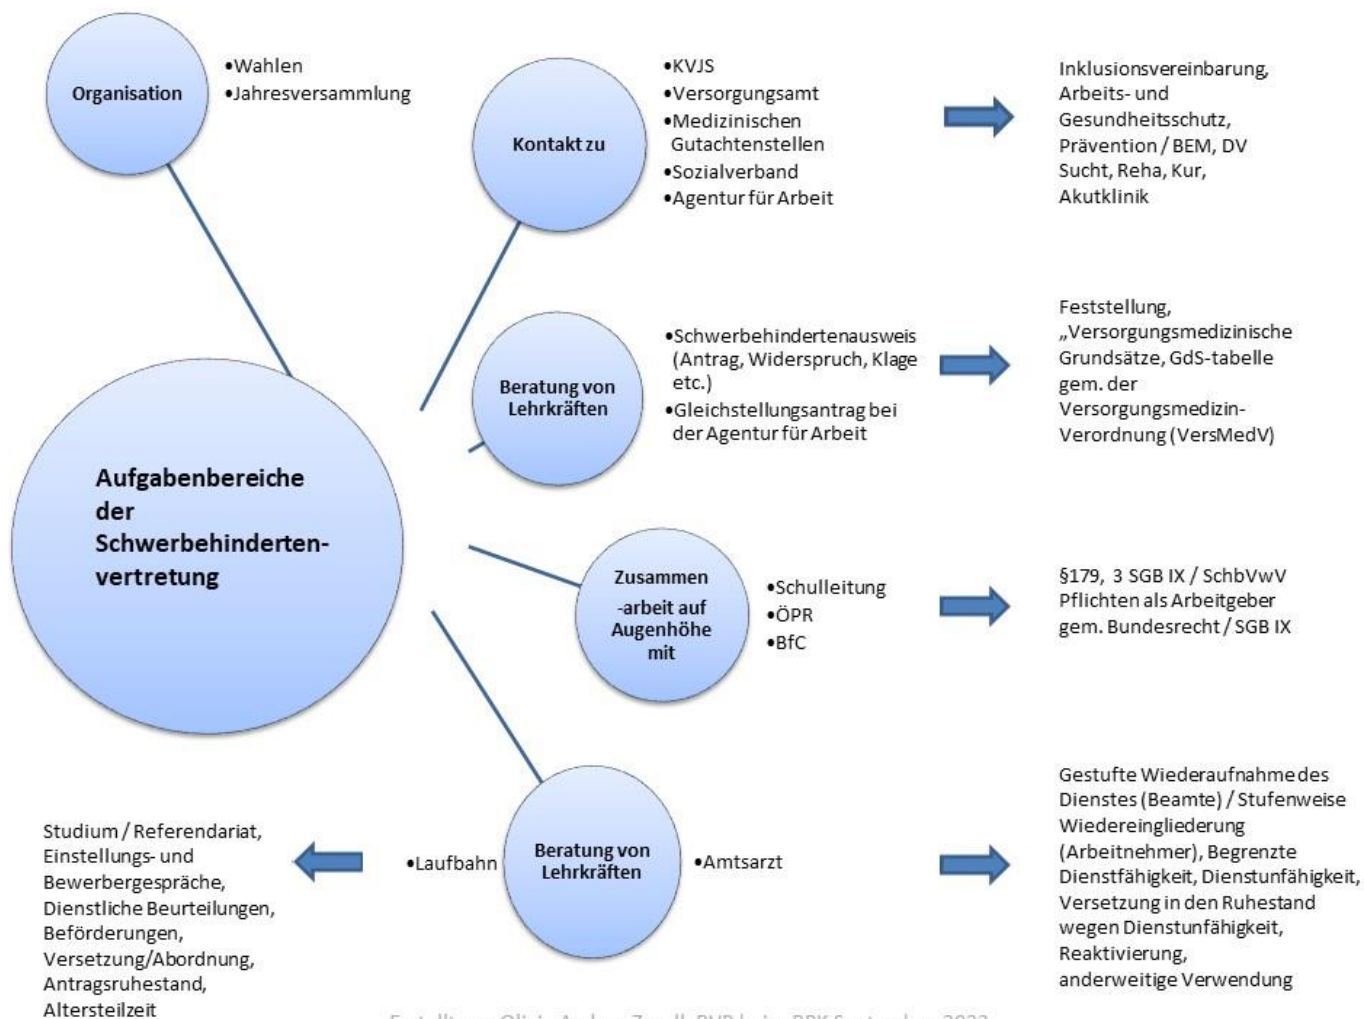 Organisation
•Wahlen
•Jahresversammlung
Kontakt zu
•KVJS
•Versorgungsamt
•Medizinischen
Gutachtenstellen
•Sozialverband
•Agentur für Arbeit
Inklusionsvereinbarung,
Arbeits- und
Gesundheitsschutz,
Prävention / BEM, DV
Sucht, Reha, Kur,
Akutklinik
Beratung von
Lehrkräften
•Schwerbehindertenausweis
(Antrag, Widerspruch, Klage
etc.)
•Gleichstellungsantrag bei
der Agentur für Arbeit
Feststellung,
„Versorgungsmedizinische
Grundsätze, GdS-tabelle
gem. der
Versorgungsmedizin-
Verordnung (VersMedV)
Aufgabenbereiche
der
Schwerbehinderten-
vertretung
Zusammen
-arbeit auf
Augenhöhe
mit
•Schulleitung
•ÖPR
•BfC
§179, 3 SGB IX / SchbVwV
Pflichten als Arbeitgeber
gem. Bundesrecht / SGB IX
Studium / Referendariat,
Einstellungs- und
Bewerbergespräche,
Dienstliche Beurteilungen,
Beförderungen,
Versetzung/Abordnung,
Antragsruhestand,
Altersteilzeit
•Laufbahn
Beratung von
Lehrkräften
•Amtsarzt
Gestufte Wiederaufnahme des
Dienstes (Beamte) / Stufenweise
Wiedereingliederung
(Arbeitnehmer), Begrenzte
Dienstfähigkeit, Dienstunfähigkeit,
Versetzung in den Ruhestand
wegen Dienstunfähigkeit,
Reaktivierung,
anderweitige Verwendung